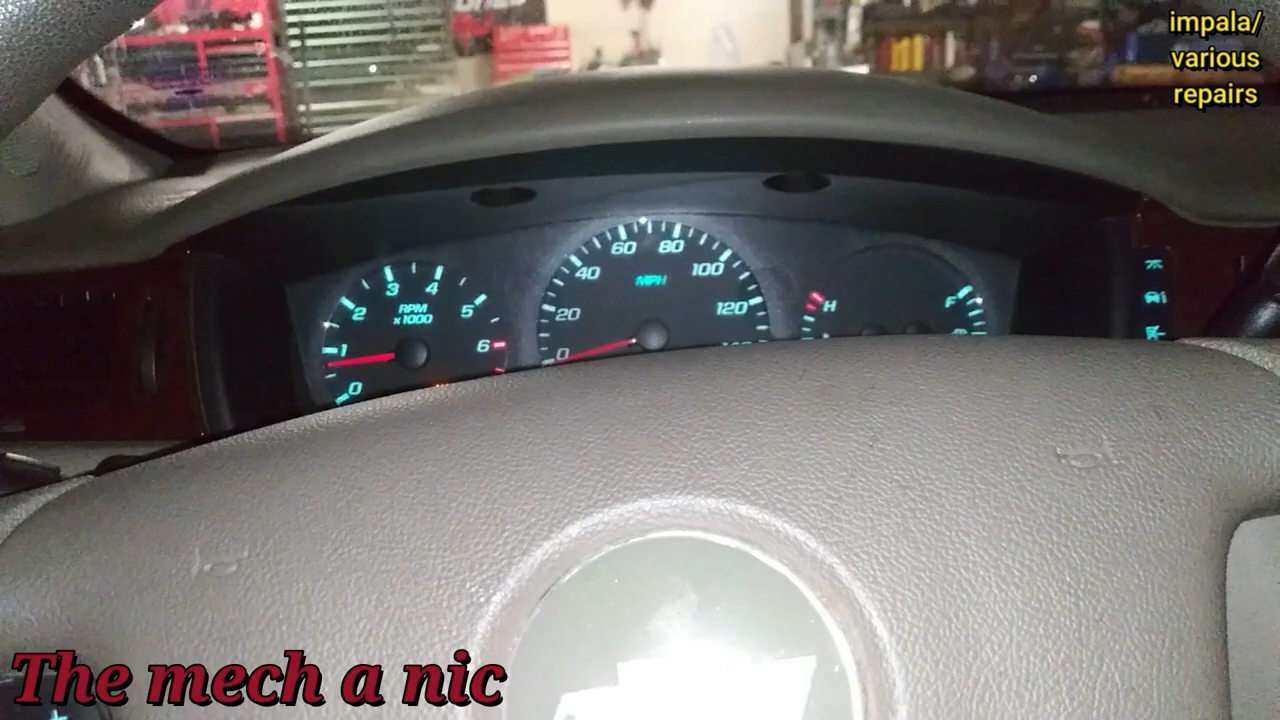 impala/
various
repairs
60 80
40 100
20 120
0
MPH
3 4
2 5
1 6
0
RPM
x1000
H
F
The mech a nic